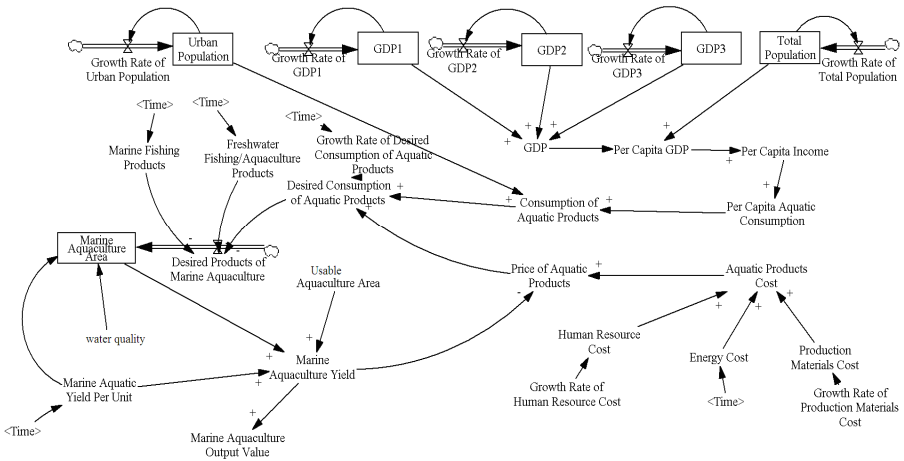 Urban
Population
Growth Rate of
Urban Population
GDP1
Growth Rate of
GDP1
GDP2
Growth Rate of
GDP2
GDP3
Growth Rate of
GDP3
Total
Population
Growth Rate of
Total Population
<Time>
<Time>
<Time>
Marine Fishing
Products
Freshwater
Fishing/Aquaculture
Products
Growth Rate of Desired
Consumption of Aquatic
Products
+
+
+
GDP
Per Capita GDP
+
+
Per Capita Income
+
Desired Consumption
of Aquatic Products
+
+
+
Consumption of
Aquatic Products
+
Per Capita Aquatic
Consumption
Marine
Aquaculture
Area
-
-
Desired Products of
Marine Aquaculture
Usable
Aquaculture Area
Price of Aquatic
Products
-
+
Aquatic Products
Cost
+
+
+
water quality
+
+
+
Marine
Aquaculture Yield
Human Resource
Cost
Energy Cost
Production
Materials Cost
Marine Aquatic
Yield Per Unit
Growth Rate of
Human Resource Cost
<Time>
Growth Rate of
Production Materials
Cost
<Time>
+
Marine Aquaculture
Output Value